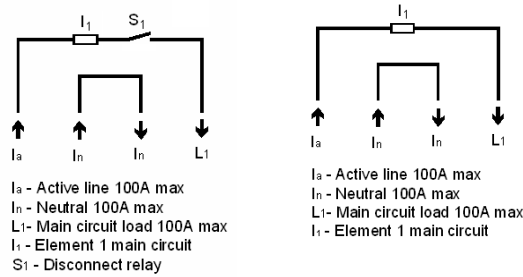 I1 S1
Ia In In L1
Ia - Active line 100A max
In - Neutral 100A max
L1- Main circuit load 100A max
I1 - Element 1 main circuit
S1 - Disconnect relay
I1
Ia In In L1
Ia - Active line 100A max
In - Neutral 100A max
L1- Main circuit load 100A max
I1 - Element 1 main circuit